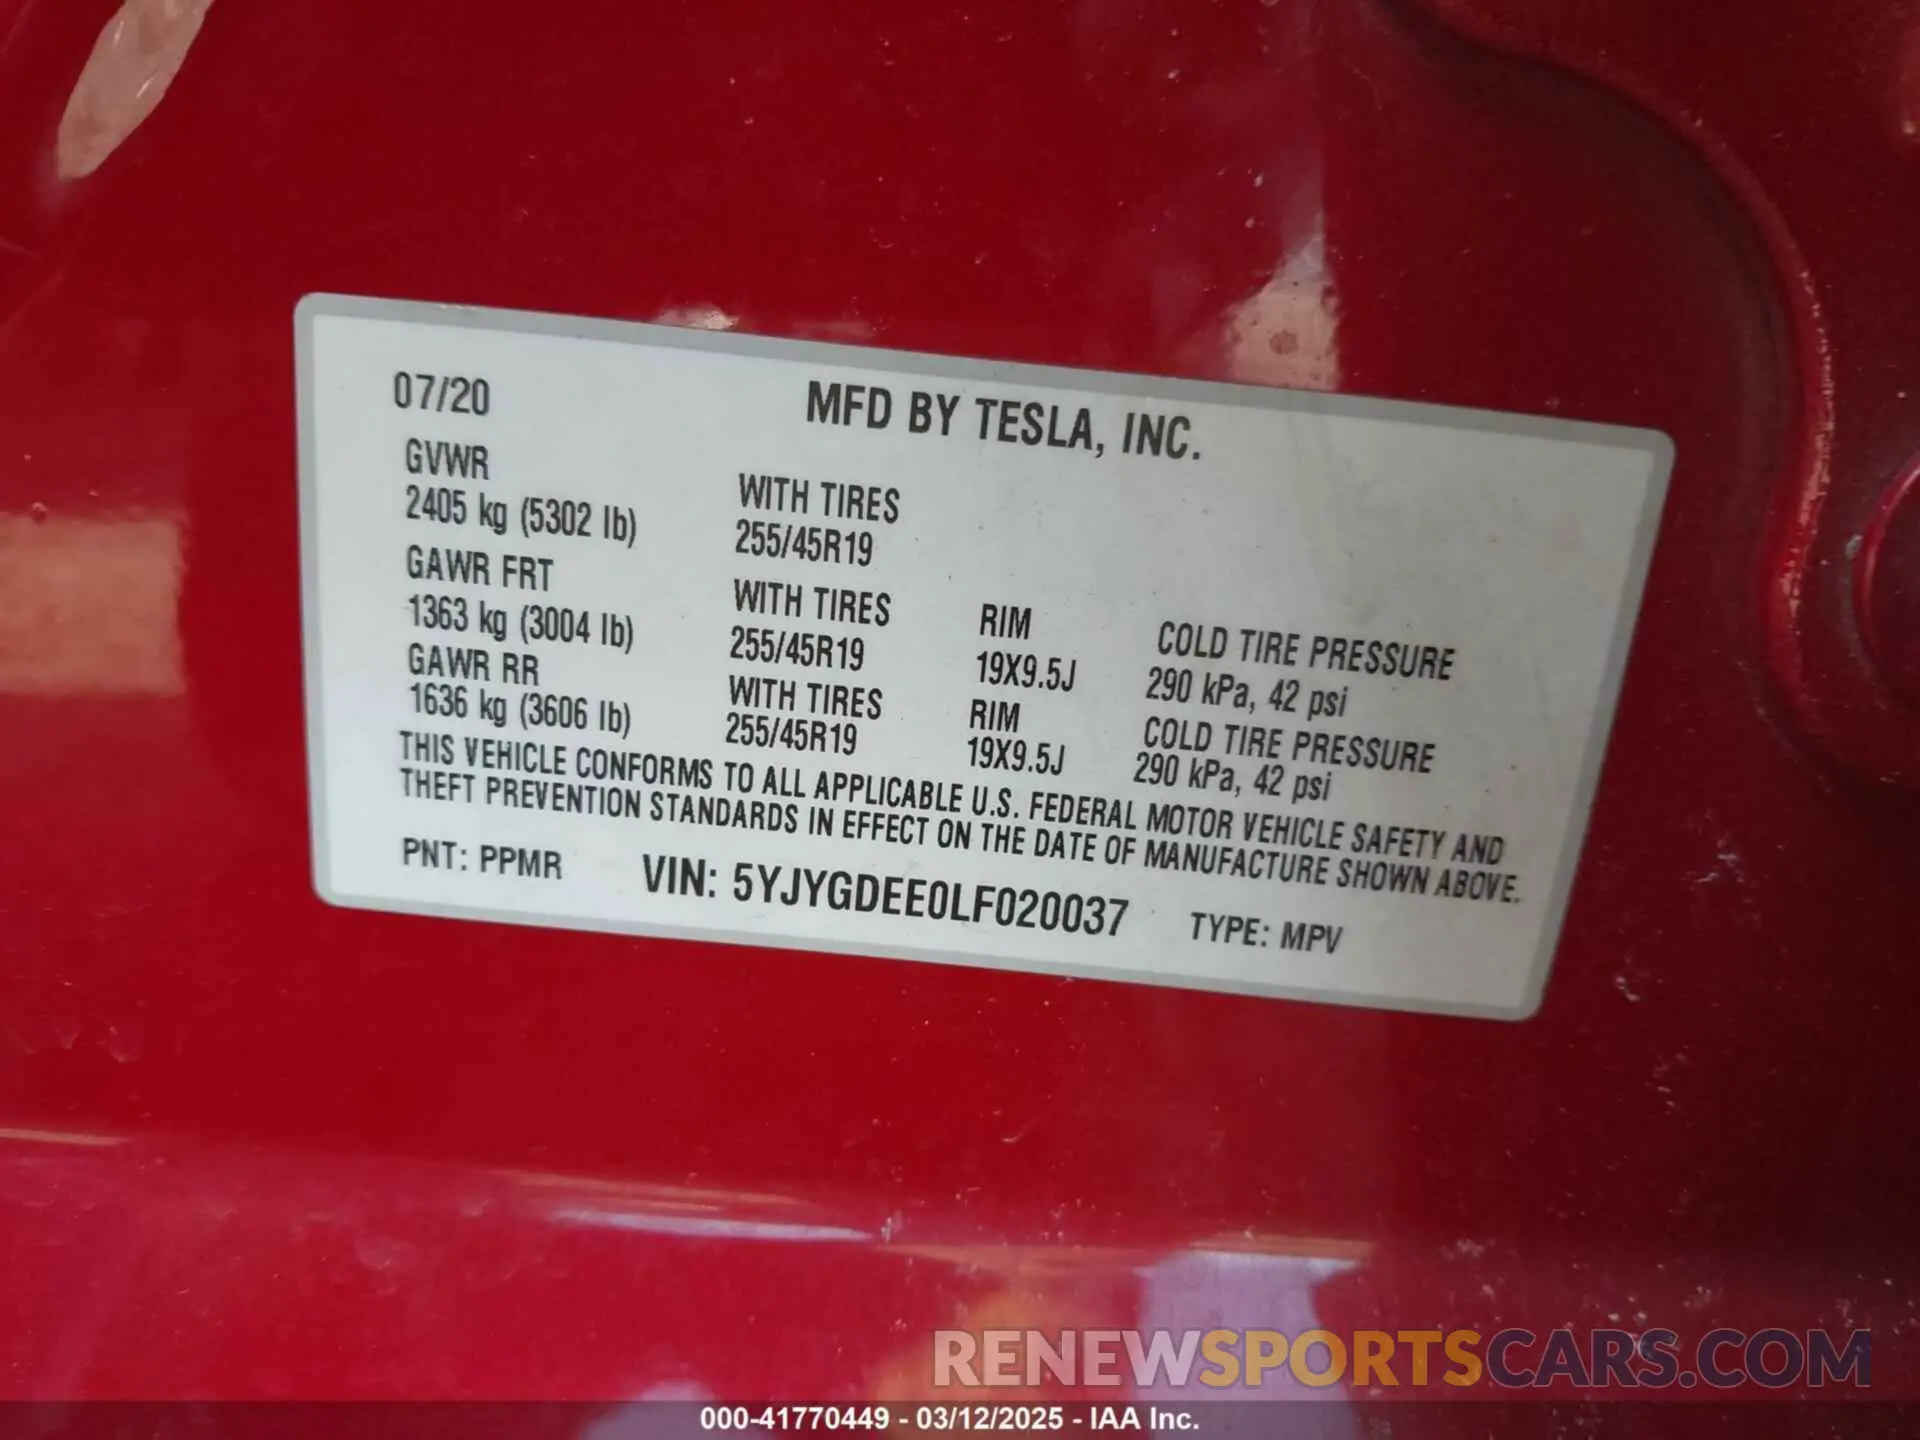 07/20 MFD BY TESLA, INC.
GVWR
2405 kg (5302 lb) WITH TIRES
255/45R19
GAWR FRT
1363 kg (3004 lb) WITH TIRES RIM COLD TIRE PRESSURE
255/45R19 19X9.5J 290 kPa, 42 psi
GAWR RR
1636 kg (3606 lb) WITH TIRES RIM COLD TIRE PRESSURE
255/45R19 19X9.5J 290 kPa, 42 psi
THIS VEHICLE CONFORMS TO ALL APPLICABLE U.S. FEDERAL MOTOR VEHICLE SAFETY AND
THEFT PREVENTION STANDARDS IN EFFECT ON THE DATE OF MANUFACTURE SHOWN ABOVE.
PNT: PPMR VIN: 5YJYGDEE0LF020037 TYPE: MPV
RENEWSPORTSCARS.COM
000-41770449 - 03/12/2025 - IAA Inc.